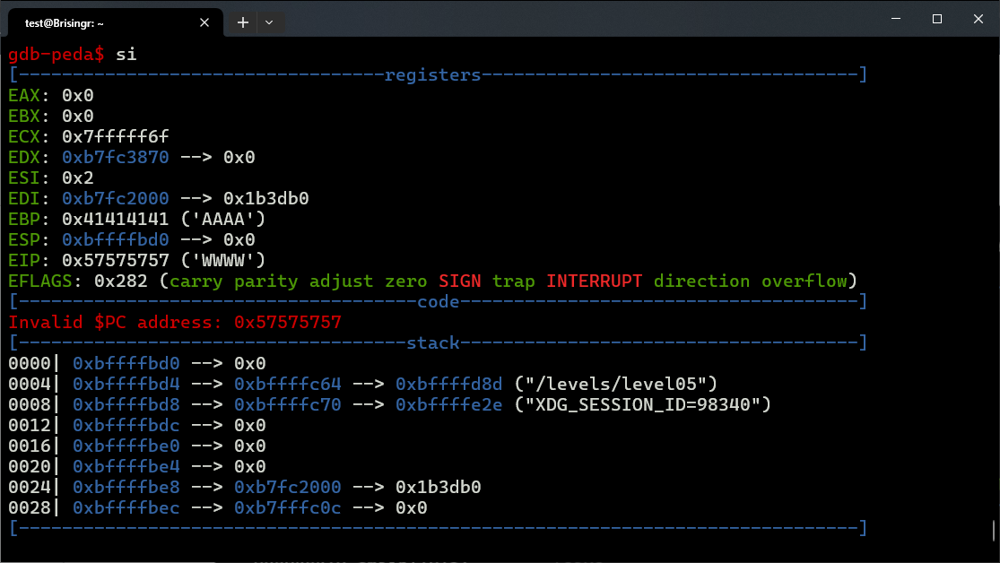 test@Brisingr: ~
gdb-peda$ si
[----------------------------------registers-----------------------------------]
EAX: 0x0
EBX: 0x0
ECX: 0x7fffff6f
EDX: 0xb7fc3870 --> 0x0
ESI: 0x2
EDI: 0xb7fc2000 --> 0x1b3db0
EBP: 0x41414141 ('AAAA')
ESP: 0xbffffbd0 --> 0x0
EIP: 0x57575757 ('WWWW')
EFLAGS: 0x282 (carry parity adjust zero SIGN trap INTERRUPT direction overflow)
[-------------------------------------code-------------------------------------]
Invalid $PC address: 0x57575757
[------------------------------------stack-------------------------------------]
0000| 0xbffffbd0 --> 0x0
0004| 0xbffffbd4 --> 0xbffffc64 --> 0xbffffd8d ("/levels/level05")
0008| 0xbffffbd8 --> 0xbffffc70 --> 0xbffffe2e ("XDG_SESSION_ID=98340")
0012| 0xbffffbdc --> 0x0
0016| 0xbffffbe0 --> 0x0
0020| 0xbffffbe4 --> 0x0
0024| 0xbffffbe8 --> 0xb7fc2000 --> 0x1b3db0
0028| 0xbffffbec --> 0xb7fffc0c --> 0x0
[------------------------------------------------------------------------------]